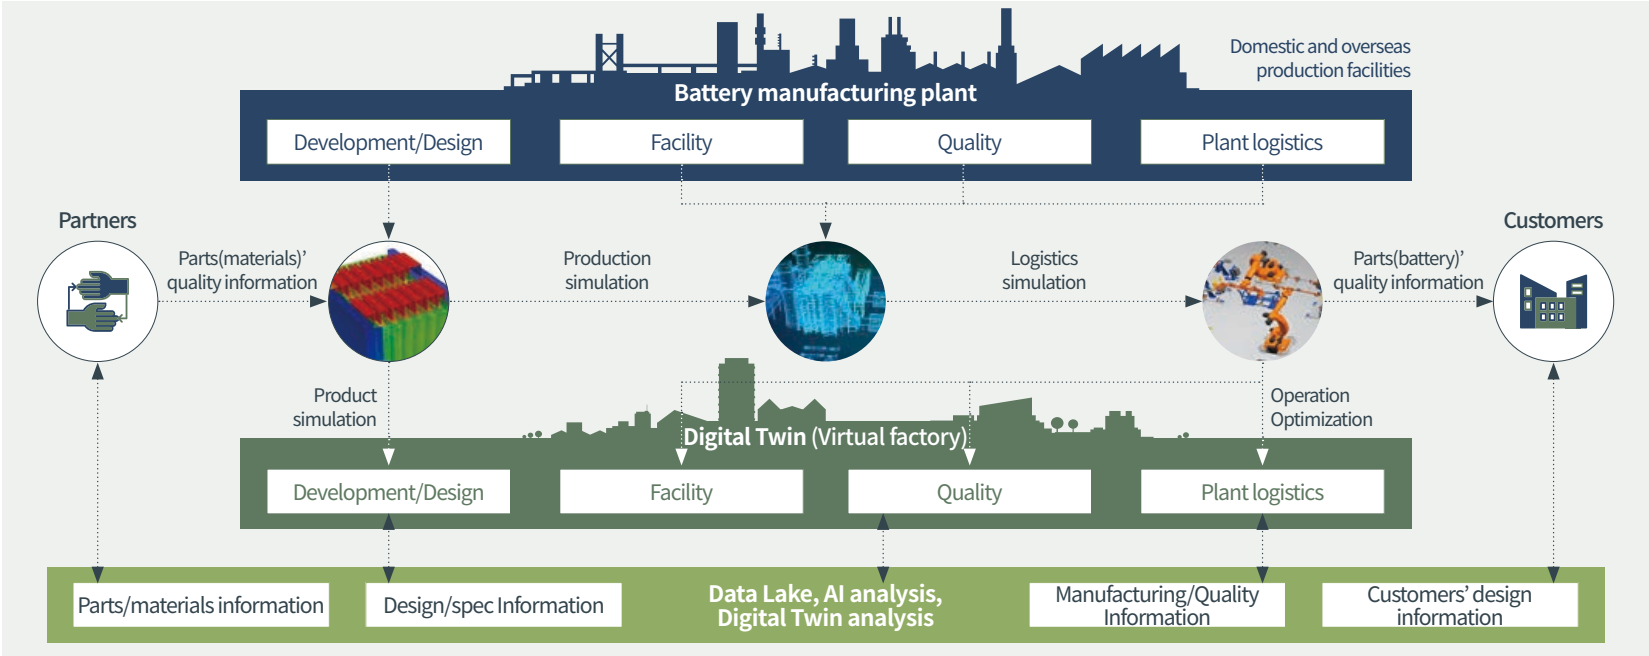 Domestic and overseas
production facilities
Battery manufacturing plant
Development/Design
Facility
Quality
Plant logistics
Partners
Customers
Parts(materials)’
quality information
Production
simulation
Logistics
simulation
Parts(battery)’
quality information
Product
simulation
Operation
Optimization
Digital Twin (Virtual factory)
Development/Design
Facility
Quality
Plant logistics
Parts/materials information
Design/spec Information
Data Lake, AI analysis,
Digital Twin analysis
Manufacturing/Quality
Information
Customers’ design
information